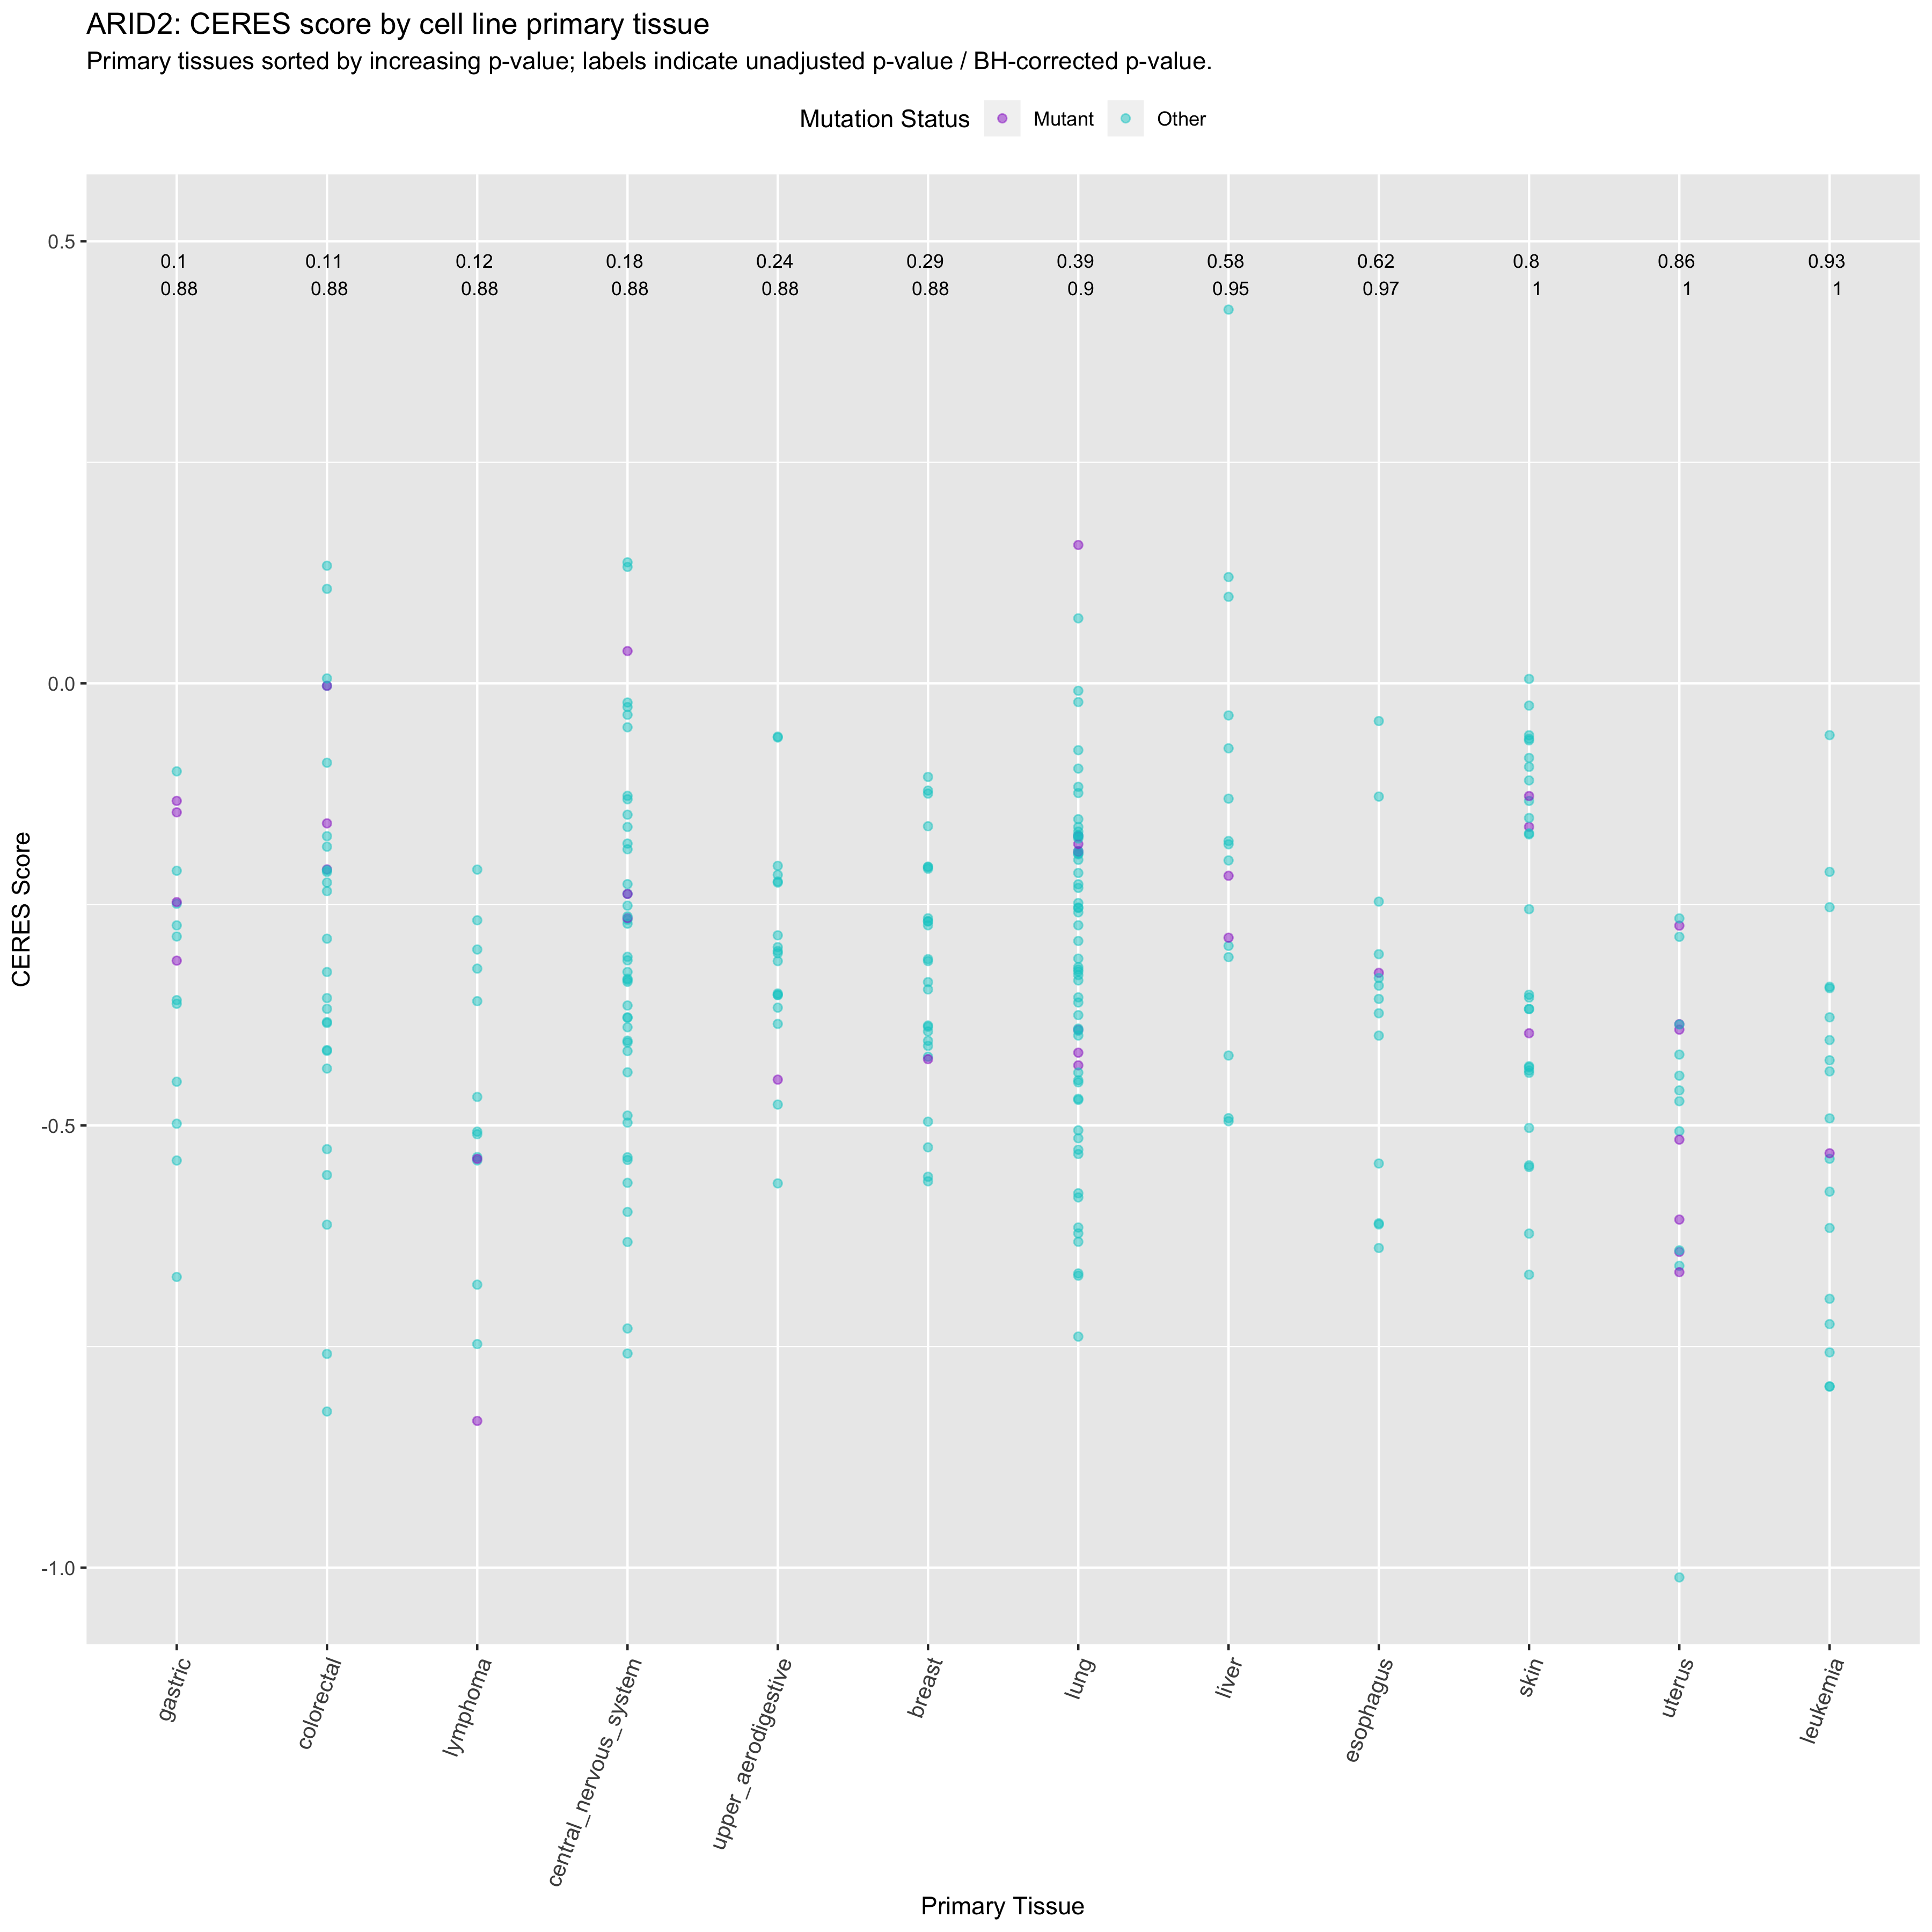 ARID2: CERES score by cell line primary tissue
Primary tissues sorted by increasing p-value; labels indicate unadjusted p-value / BH-corrected p-value.
Mutation Status Mutant Other
0.5
0.1 0.11 0.12 0.18 0.24 0.29 0.39 0.58 0.62 0.8 0.86 0.93
0.88 0.88 0.88 0.88 0.88 0.88 0.9 0.95 0.97 1 1 1
0.0
CERES Score
-0.5
-1.0
gastric
colorectal
lymphoma
central_nervous_system
upper_aerodigestive
breast
lung
liver
esophagus
skin
uterus
leukemia
Primary Tissue